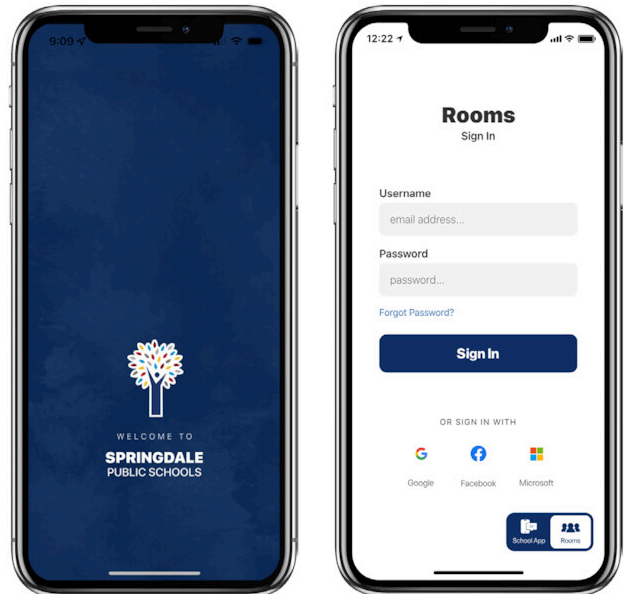 9:09
WELCOME TO
SPRINGDALE
PUBLIC SCHOOLS
12:22
Rooms
Sign In
Username
email address...
Password
password...
Forgot Password?
Sign In
OR SIGN IN WITH
Google Facebook Microsoft
School App Rooms